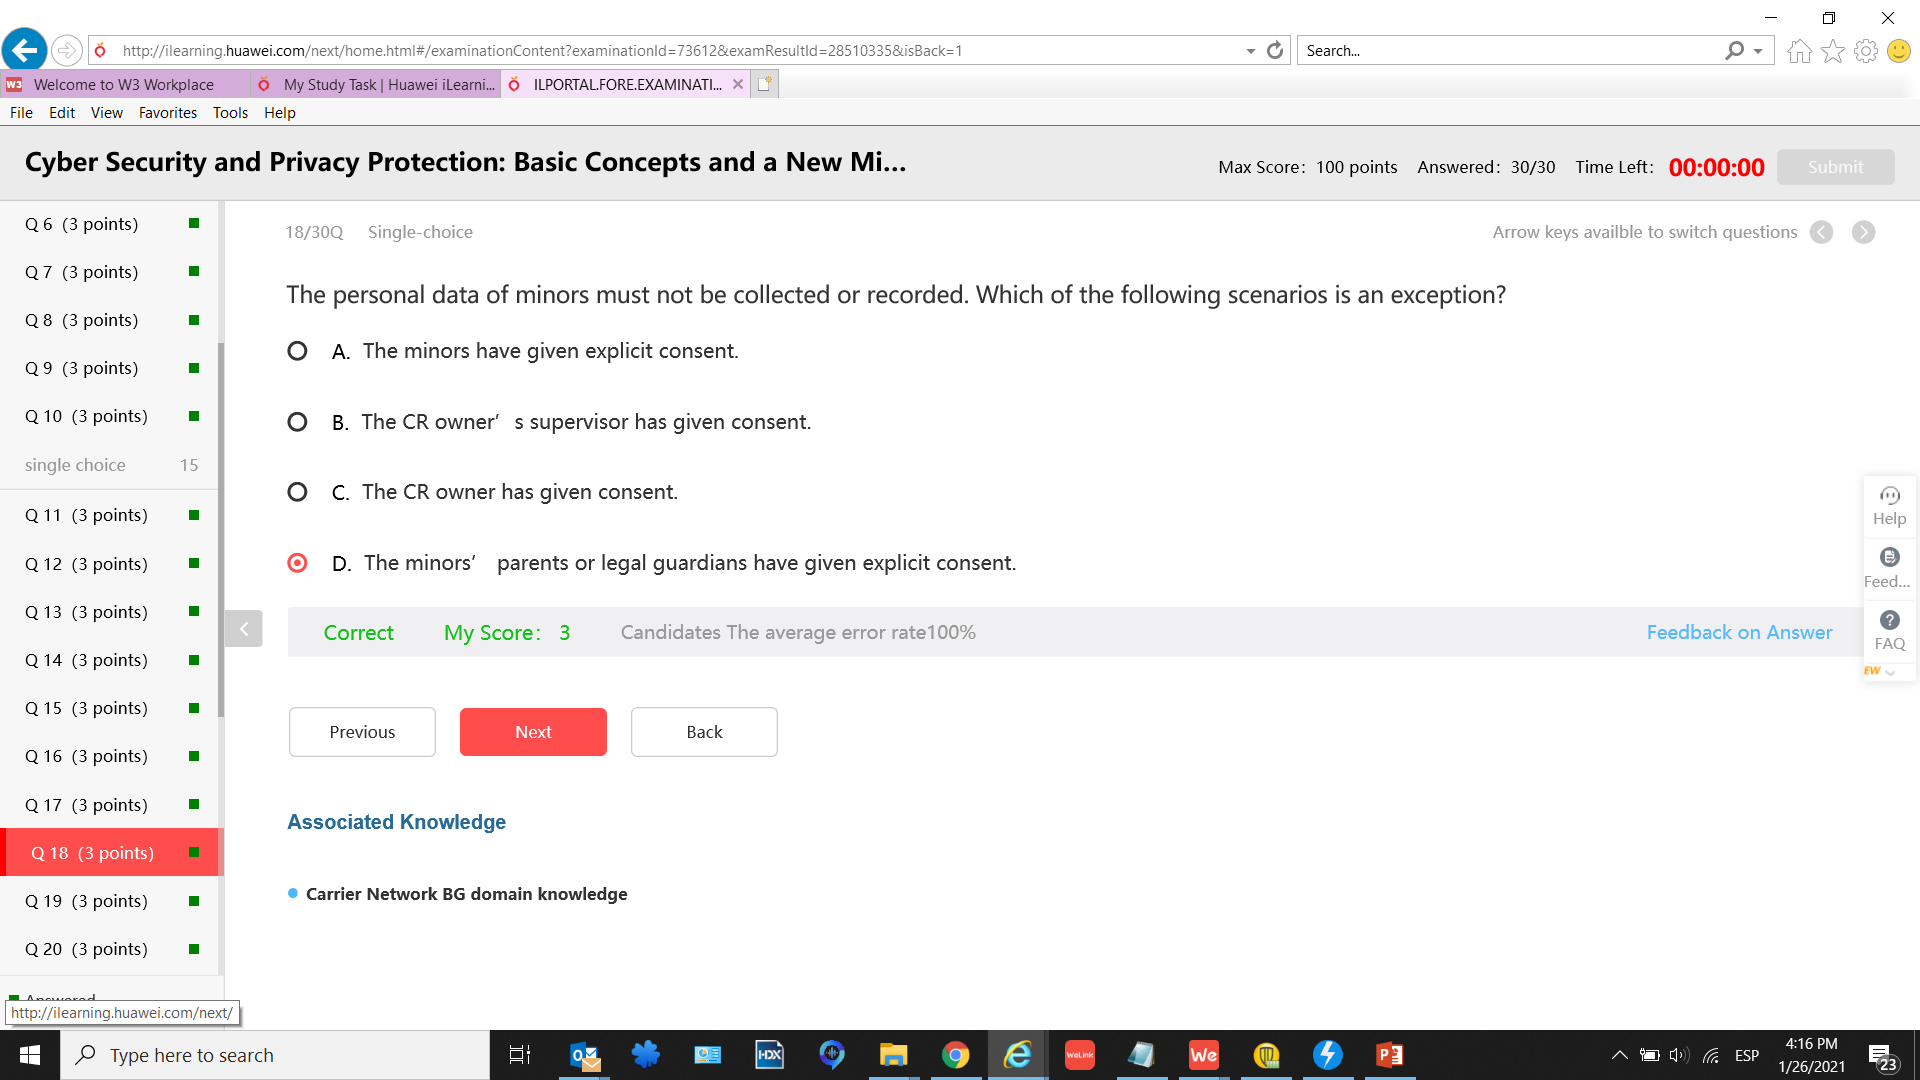 http://ilearning.huawei.com/next/home.html#/examinationContent?examinationId=73612&examResultId=28510335&isBack=1
Search...
W3 Welcome to W3 Workplace
My Study Task | Huawei iLearni...
ILPORTAL.FORE.EXAMINATI...
File Edit View Favorites Tools Help
Cyber Security and Privacy Protection: Basic Concepts and a New Mi...
Max Score: 100 points Answered: 30/30 Time Left: 00:00:00 Submit
Q 6 (3 points)
Q 7 (3 points)
Q 8 (3 points)
Q 9 (3 points)
Q 10 (3 points)
single choice 15
Q 11 (3 points)
Q 12 (3 points)
Q 13 (3 points)
Q 14 (3 points)
Q 15 (3 points)
Q 16 (3 points)
Q 17 (3 points)
Q 18 (3 points)
Q 19 (3 points)
Q 20 (3 points)
Answered
http://ilearning.huawei.com/next/
18/30Q Single-choice
Arrow keys availble to switch questions
The personal data of minors must not be collected or recorded. Which of the following scenarios is an exception?
A. The minors have given explicit consent.
B. The CR owner’ s supervisor has given consent.
C. The CR owner has given consent.
D. The minors’ parents or legal guardians have given explicit consent.
Correct My Score: 3 Candidates The average error rate100% Feedback on Answer
Previous Next Back
Associated Knowledge
Carrier Network BG domain knowledge
Help
Feed...
FAQ
EW
Type here to search
HDX
WeLink
We
ESP
4:16 PM
1/26/2021
23